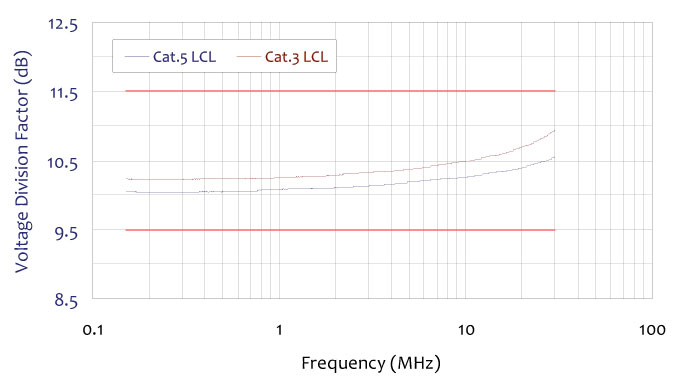 12.5
Cat.5 LCL
Cat.3 LCL
11.5
Voltage Division Factor (dB)
10.5
9.5
8.5
0.1
1
10
100
Frequency (MHz)